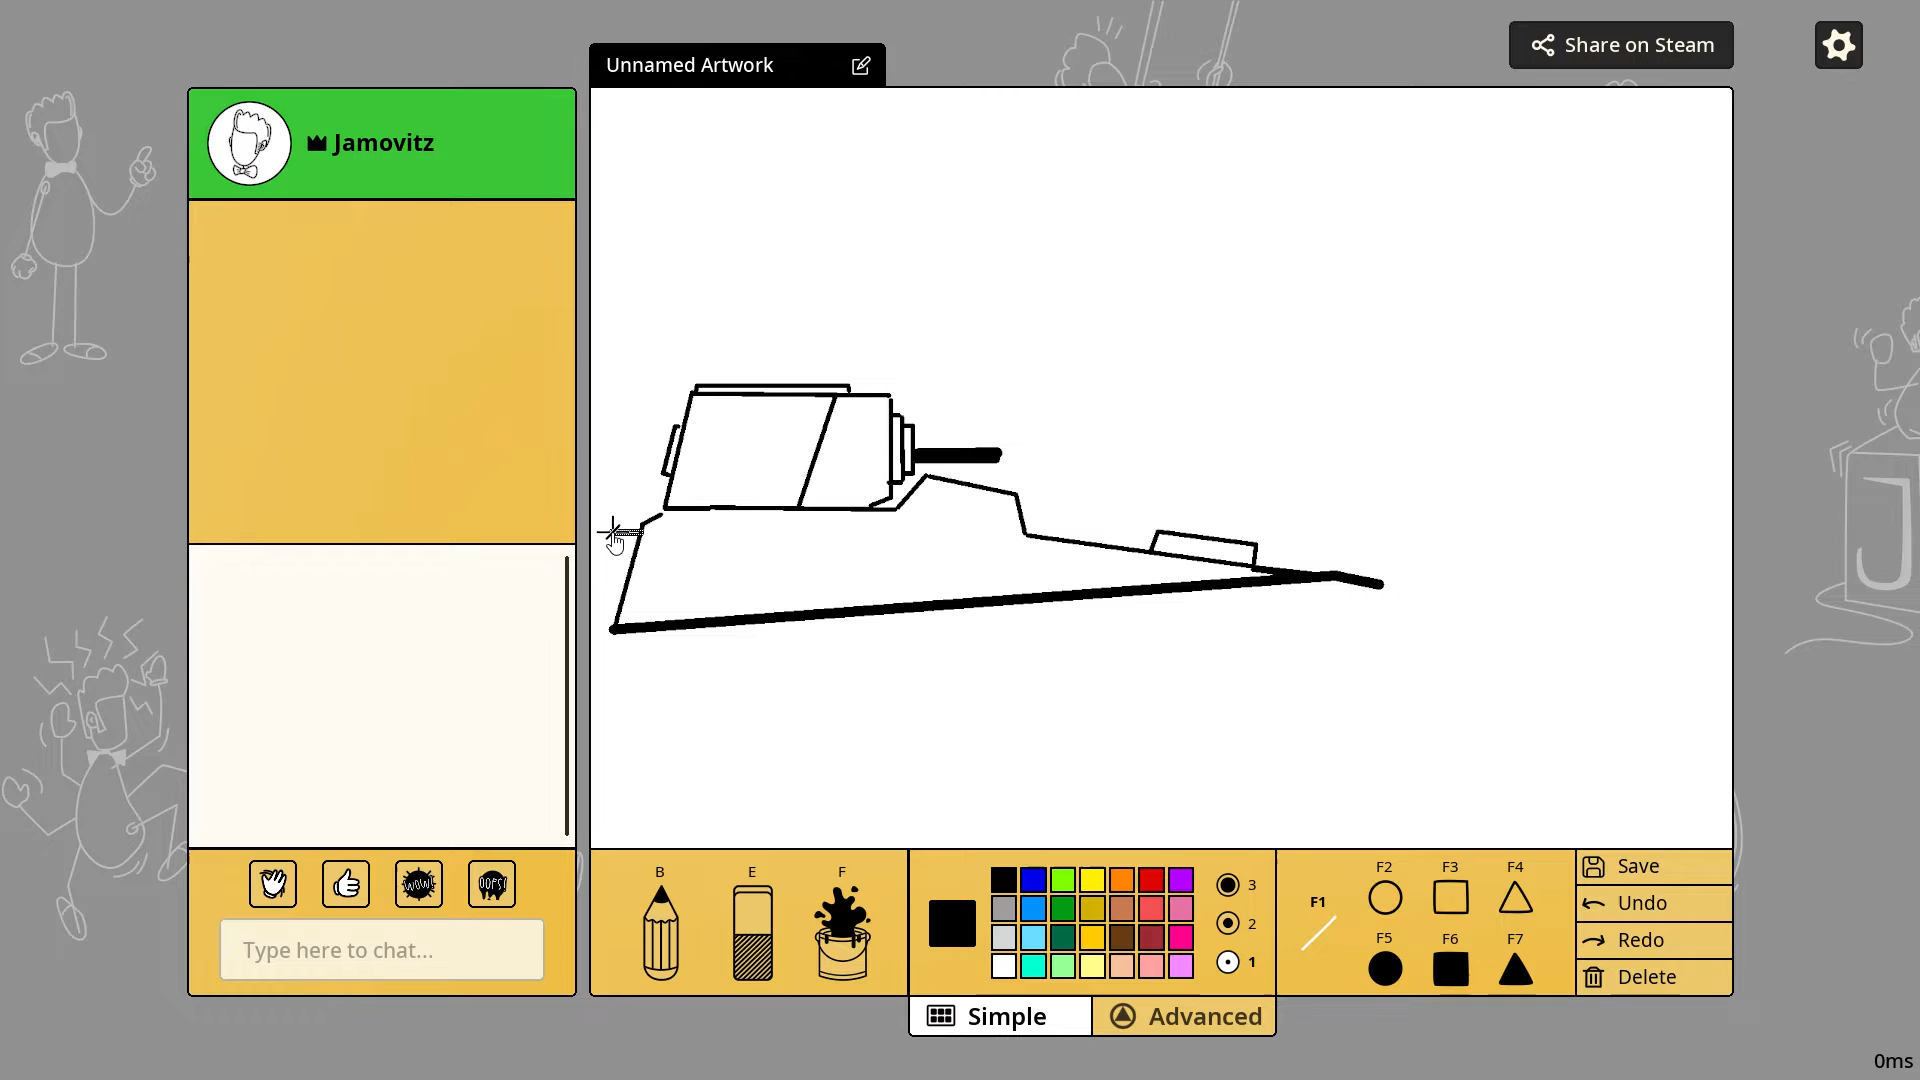 Share on Steam
Unnamed Artwork
Jamovitz
J
B
E
F
F1
F2
F3
F4
F5
F6
F7
3
2
1
Save
Undo
Redo
Delete
WOW!
OOPS!
Type here to chat...
Simple
Advanced
0ms